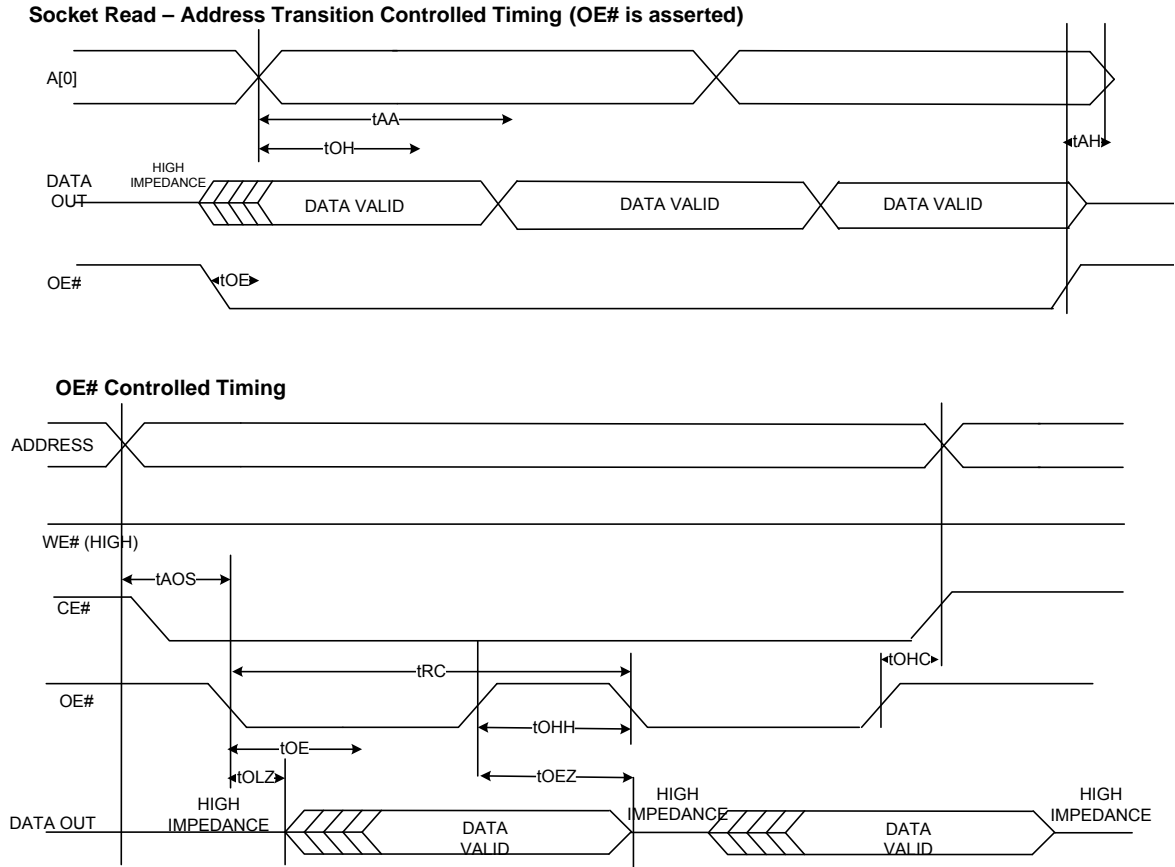 Socket Read – Address Transition Controlled Timing (OE# is asserted)
A[0]
tAA
tOH
tAH
HIGH
IMPEDANCE
DATA
OUT
DATA VALID
DATA VALID
DATA VALID
tOE
OE#
OE# Controlled Timing
ADDRESS
WE# (HIGH)
tAOS
CE#
tOHC
tRC
OE#
tOHH
tOE
tOLZ
tOEZ
HIGH
IMPEDANCE
HIGH
IMPEDANCE
HIGH
IMPEDANCE
DATA OUT
DATA
VALID
DATA
VALID